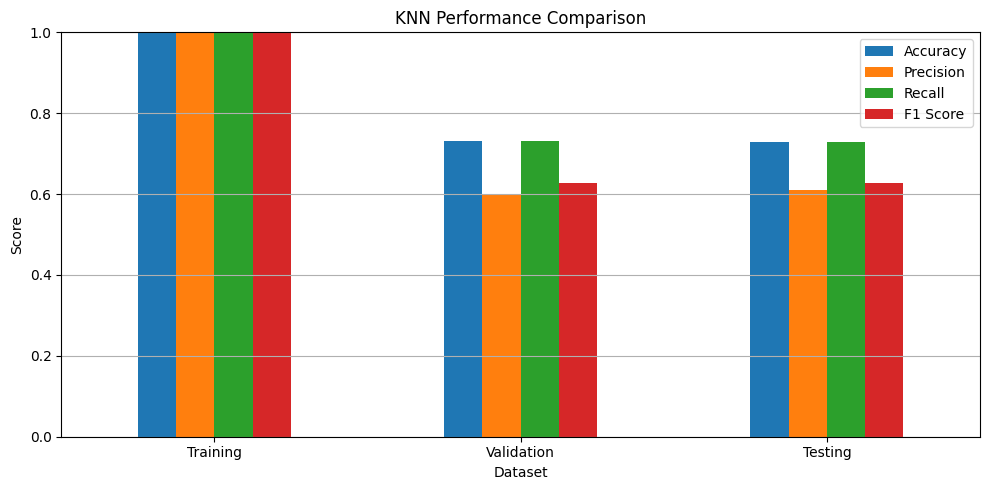 KNN Performance Comparison
Score
1.0
0.8
0.6
0.4
0.2
0.0
Accuracy
Precision
Recall
F1 Score
Training
Validation
Testing
Dataset